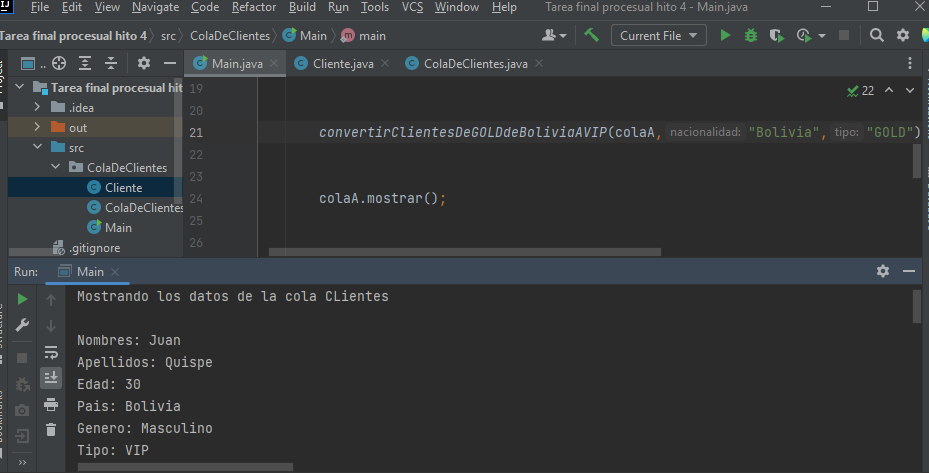 File Edit View Navigate Code Refactor Build Run Tools VCS Window Help Tarea final procesual hito 4 - Main.java
Tarea final procesual hito 4 src ColaDeClientes Main main Current File
Main.java Cliente.java ColaDeClientes.java
Tarea final procesual hit
.idea
out
src
ColaDeClientes
Cliente
ColaDeClientes
Main
.gitignore
19
20
21 convertirClientesDeGOLDdeBoliviaAVIP(colaA, nacionalidad: "Bolivia", tipo: "GOLD")
22
23
24 colaA.mostrar();
25
26
22
Run: Main
Mostrando los datos de la cola CLientes
Nombres: Juan
Apellidos: Quispe
Edad: 30
Pais: Bolivia
Genero: Masculino
Tipo: VIP